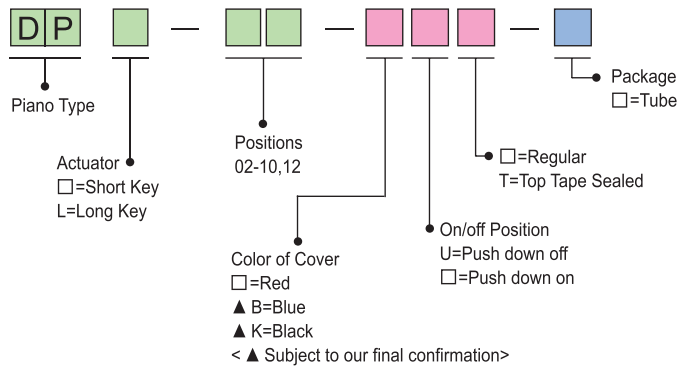 DP
Piano Type
Actuator
□=Short Key
L=Long Key
Positions
02-10,12
Color of Cover
□=Red
▲ B=Blue
▲ K=Black
< ▲ Subject to our final confirmation>
On/off Position
U=Push down off
□=Push down on
□=Regular
T=Top Tape Sealed
Package
□=Tube